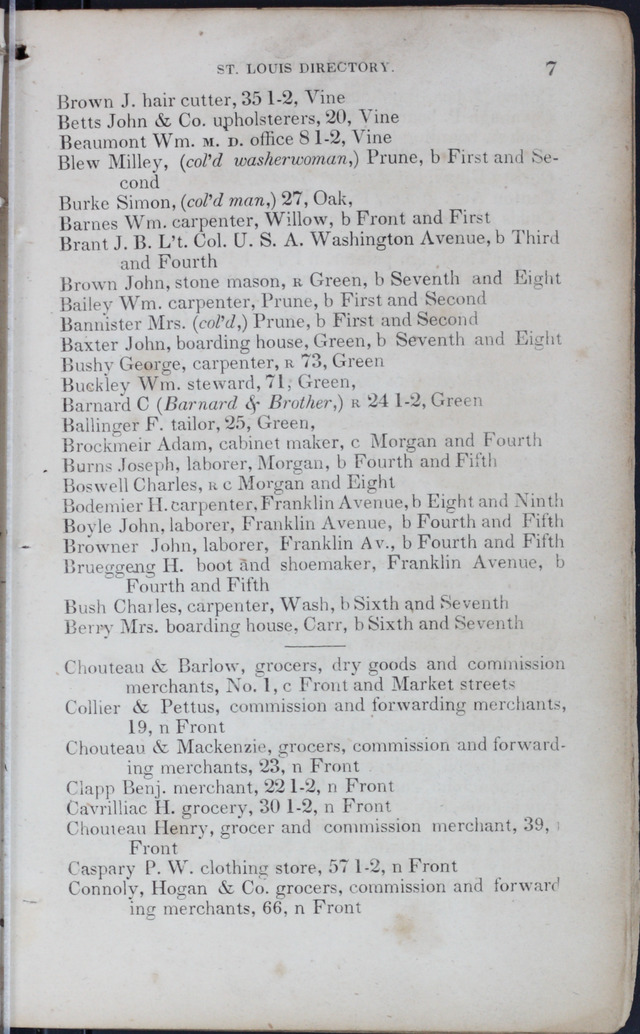 ST. LOUIS DIRECTORY. 7
Brown J. hair cutter, 35 1-2, Vine
Betts John & Co. upholsterers, 20, Vine
Beaumont Wm. M. D. office 8 1-2, Vine
Blew Milley, (col'd washerwoman,) Prune, b First and Se-
cond
Burke Simon, (col'd man,) 27, Oak,
Barnes Wm. carpenter, Willow, b Front and First
Brant J. B. L't. Col. U. S. A. Washington Avenue, b Third
and Fourth
Brown John, stone mason, R Green, b Seventh and Eight
Bailey Wm. carpenter, Prune, b First and Second
Bannister Mrs. (col'd,) Prune, b First and Second
Baxter John, boarding house, Green, b Seventh and Eight
Bushy George, carpenter, R 73, Green
Buckley Wm. steward, 71, Green,
Barnard C (Barnard & Brother,) R 24 1-2, Green
Ballinger F. tailor, 25, Green,
Brockmeir Adam, cabinet maker, c Morgan and Fourth
Burns Joseph, laborer, Morgan, b Fourth and Fifth
Boswell Charles, R c Morgan and Eight
Bodemier H. carpenter, Franklin Avenue, b Eight and Ninth
Boyle John, laborer, Franklin Avenue, b Fourth and Fifth
Browner John, laborer, Franklin Av., b Fourth and Fifth
Brueggeng H. boot and shoemaker, Franklin Avenue, b
Fourth and Fifth
Bush Charles, carpenter, Wash, b Sixth and Seventh
Berry Mrs. boarding house, Carr, b Sixth and Seventh
Chouteau & Barlow, grocers, dry goods and commission
merchants, No. 1, c Front and Market streets
Collier & Pettus, commission and forwarding merchants,
19, n Front
Chouteau & Mackenzie, grocers, commission and forward-
ing merchants, 23, n Front
Clapp Benj. merchant, 22 1-2, n Front
Cavrilliac H. grocery, 30 1-2, n Front
Chouteau Henry, grocer and commission merchant, 39,
Front
Caspary P. W. clothing store, 57 1-2, n Front
Connoly, Hogan & Co. grocers, commission and forward
ing merchants, 66, n Front